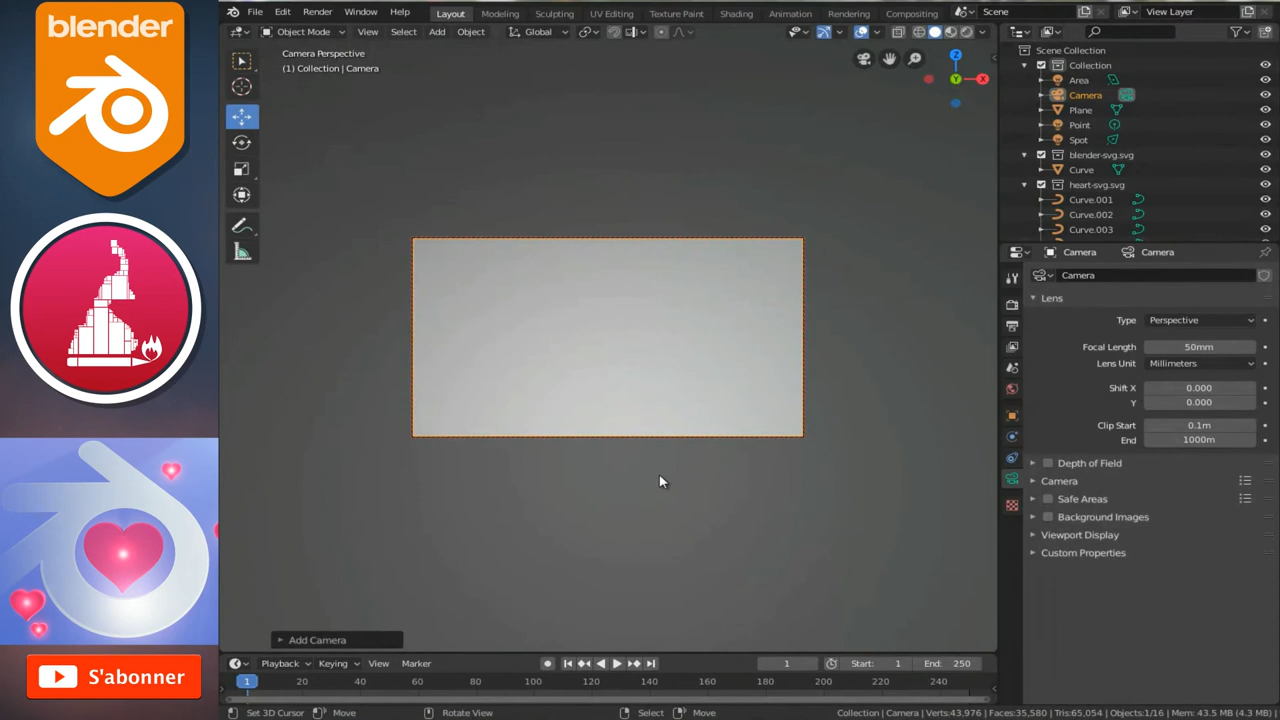 blender
S'abonner
File Edit Render Window Help
Layout Modeling Sculpting UV Editing Texture Paint Shading Animation Rendering Compositing
Scene
View Layer
Object Mode View Select Add Object
Global
Camera Perspective
(1) Collection | Camera
Z
Y
X
Add Camera
Scene Collection
Collection
Area
Camera
Plane
Point
Spot
blender-svg.svg
Curve
heart-svg.svg
Curve.001
Curve.002
Curve.003
Camera Camera
Camera
Lens
Type Perspective
Focal Length 50mm
Lens Unit Millimeters
Shift X 0.000
Y 0.000
Clip Start 0.1m
End 1000m
Depth of Field
Camera
Safe Areas
Background Images
Viewport Display
Custom Properties
Playback Keying View Marker
1
Start: 1
End: 250
1 20 40 60 80 100 120 140 160 180 200 220 240
Set 3D Cursor Move Rotate View Select Move
Collection | Camera | Verts:43,976 | Faces:35,580 | Tris:65,054 | Objects:1/16 | Mem: 43.5 MB (4.3 MB)